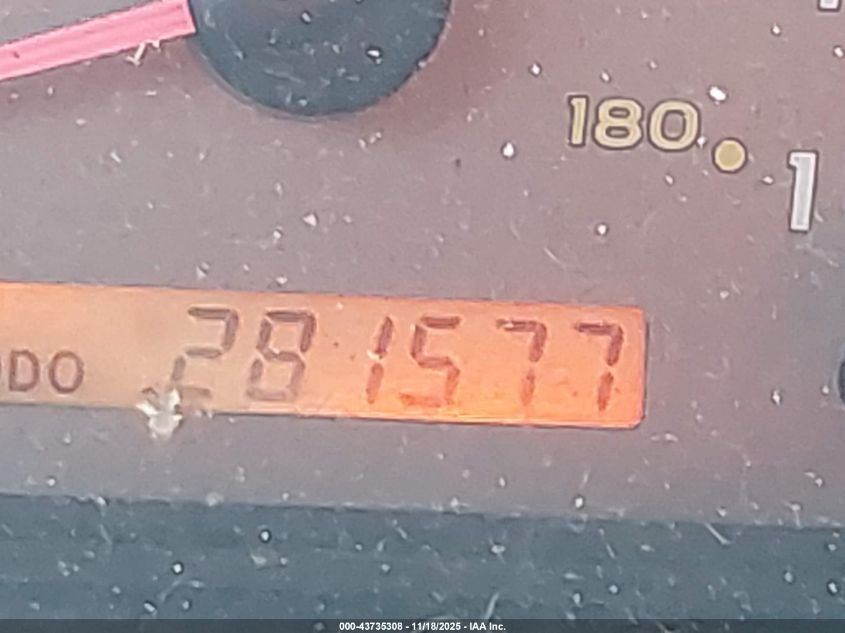 180
1
ODO 281577
000-43735308 - 11/18/2025 - IAA Inc.